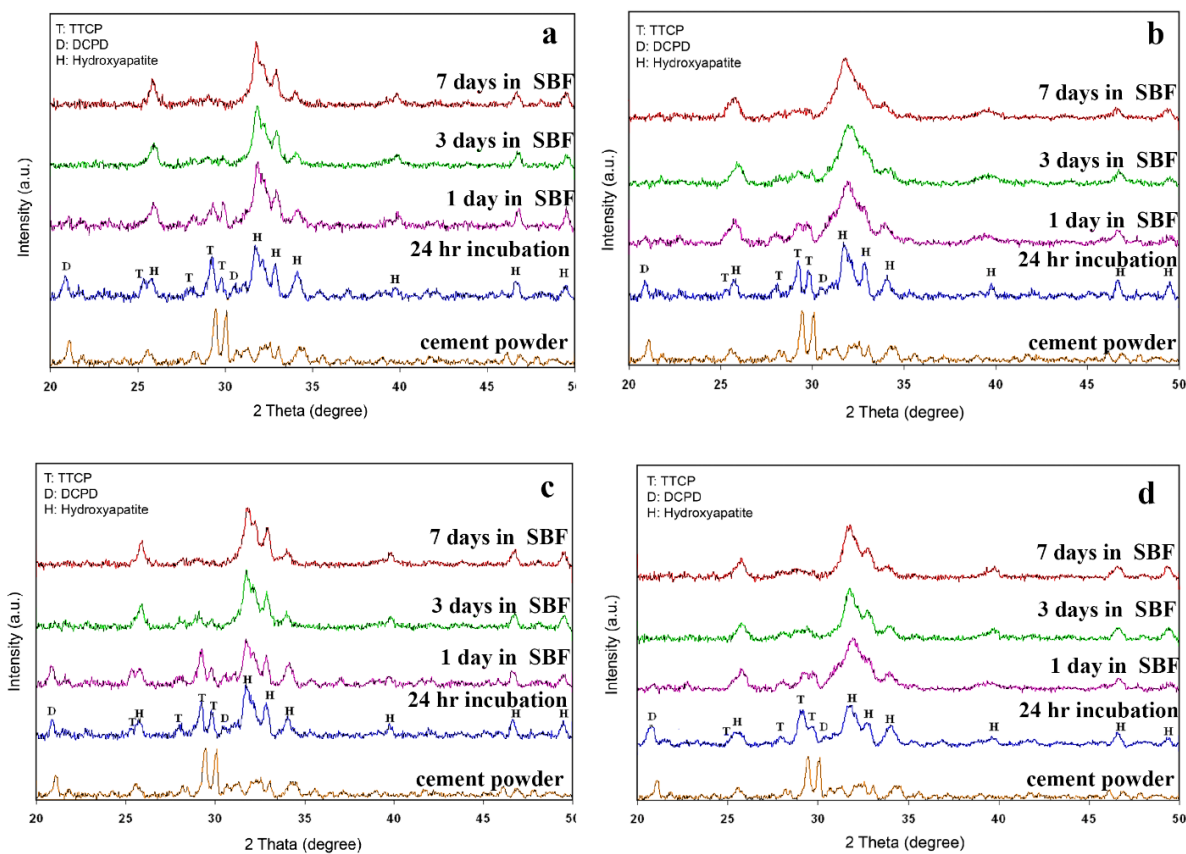 T: TTCP
D: DCPD
H: Hydroxyapatite
a
7 days in SBF
3 days in SBF
1 day in SBF
24 hr incubation
D T H T T T D H H H H H H
cement powder
Intensity (a.u.)
20 25 30 35 40 45 50
2 Theta (degree)
T: TTCP
D: DCPD
H: Hydroxyapatite
b
7 days in SBF
3 days in SBF
1 day in SBF
24 hr incubation
D T H T T T D H H H H H H
cement powder
Intensity (a.u.)
20 25 30 35 40 45 50
2 Theta (degree)
T: TTCP
D: DCPD
H: Hydroxyapatite
c
7 days in SBF
3 days in SBF
1 day in SBF
24 hr incubation
D T H T T T D H H H H H H
cement powder
Intensity (a.u.)
20 25 30 35 40 45 50
2 Theta (degree)
T: TTCP
D: DCPD
H: Hydroxyapatite
d
7 days in SBF
3 days in SBF
1 day in SBF
24 hr incubation
D T H T T T D H H H H H H
cement powder
Intensity (a.u.)
20 25 30 35 40 45 50
2 Theta (degree)